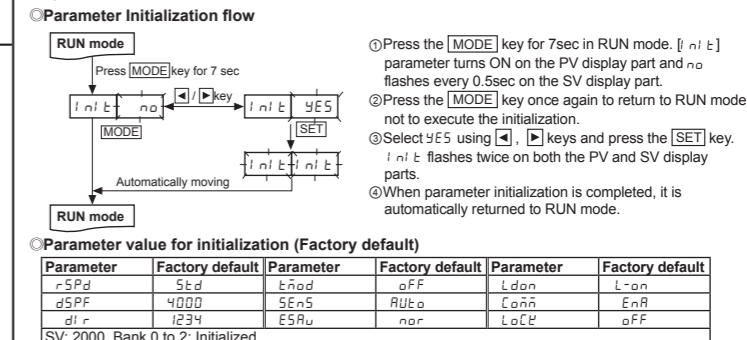 ◎Parameter Initialization flow
RUN mode
Press MODE key for 7 sec
◀ / ▶ key
InIt no
InIt YES
MODE
SET
InIt InIt
Automatically moving
RUN mode
①Press the MODE key for 7sec in RUN mode. [InIt]
parameter turns ON on the PV display part and no
flashes every 0.5sec on the SV display part.
②Press the MODE key once again to return to RUN mode
not to execute the initialization.
③Select YES using ◀ , ▶ keys and press the SET key.
InIt flashes twice on both the PV and SV display
parts.
④When parameter initialization is completed, it is
automatically returned to RUN mode.
◎Parameter value for initialization (Factory default)
Parameter Factory default Parameter Factory default Parameter Factory default
rSPd Std tmod oFF Ldon L-on
dSPF 4000 SEnS AUto Comm EnA
dIr 1234 ESAv nor LoCK oFF
SV: 2000, Bank 0 to 2: Initialized